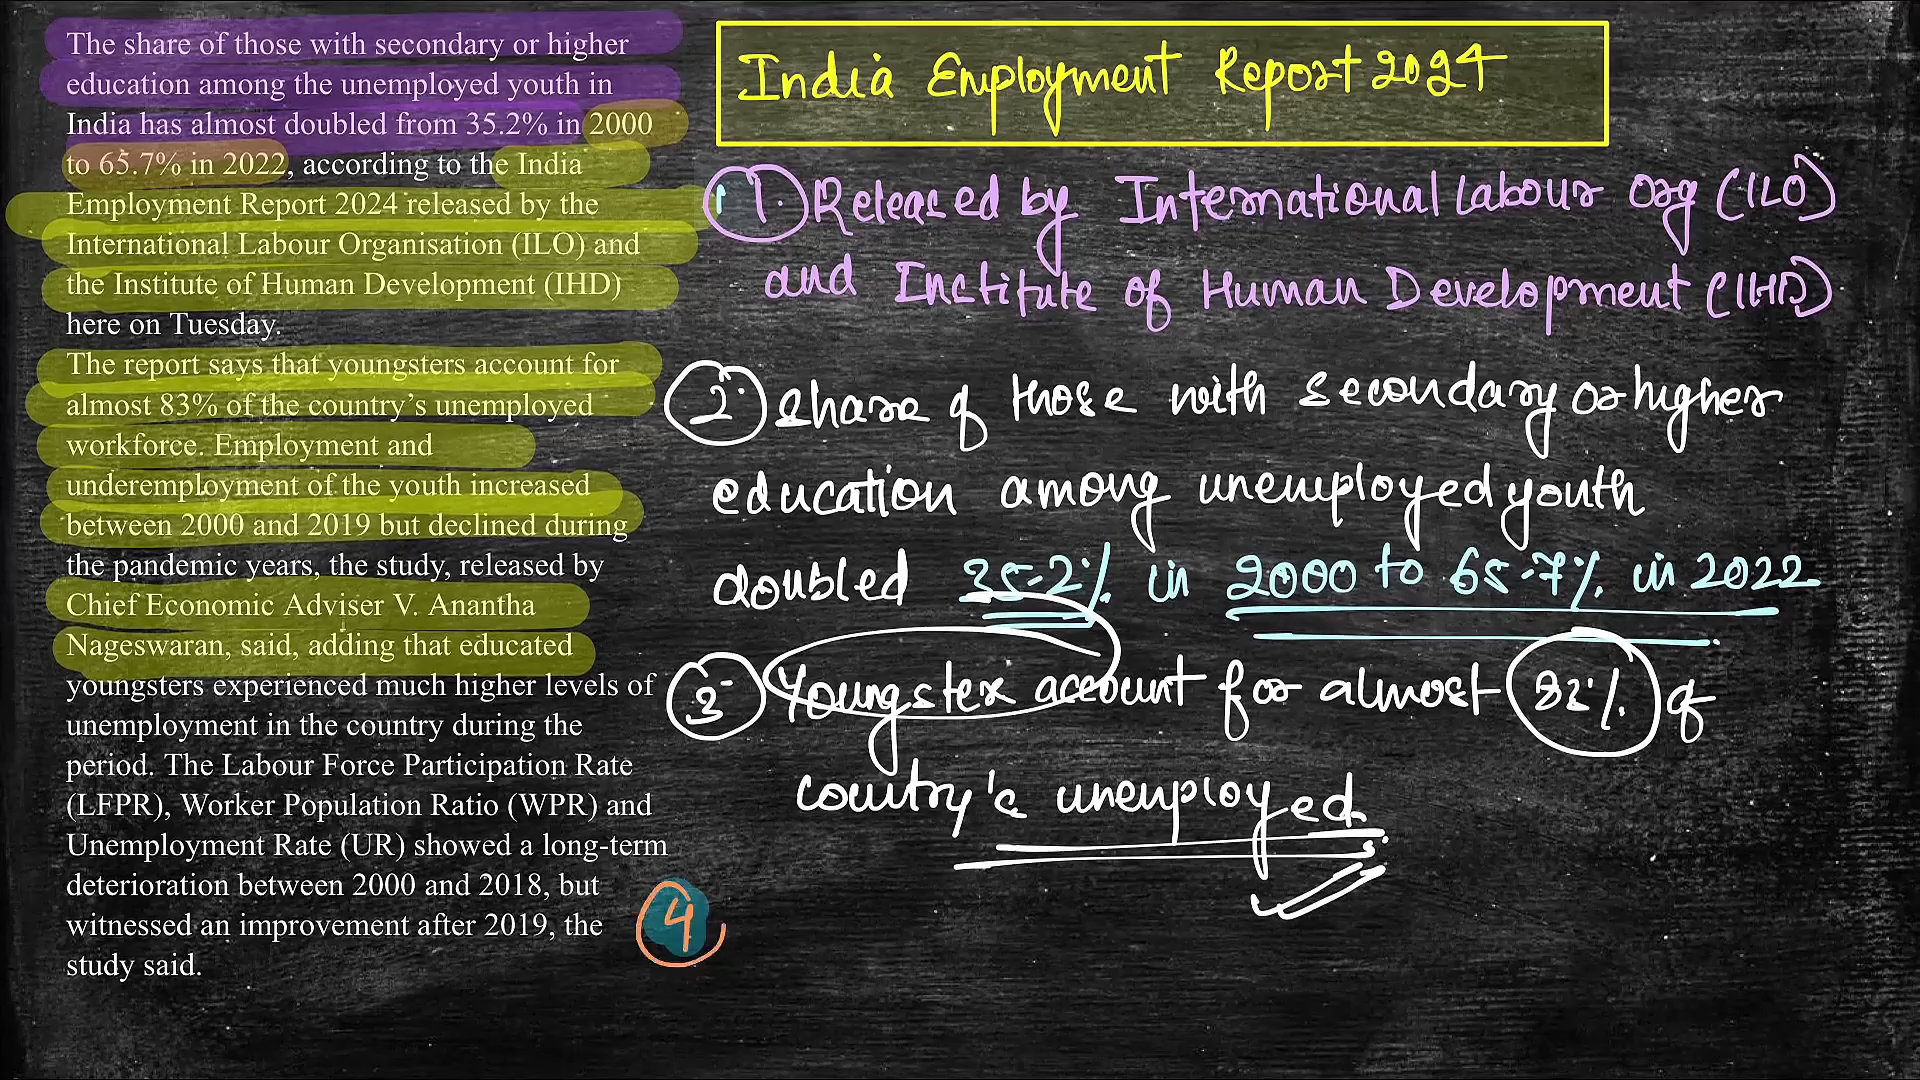 The share of those with secondary or higher
education among the unemployed youth in
India has almost doubled from 35.2% in 2000
to 65.7% in 2022, according to the India
Employment Report 2024 released by the
International Labour Organisation (ILO) and
the Institute of Human Development (IHD)
here on Tuesday.
The report says that youngsters account for
almost 83% of the country’s unemployed
workforce. Employment and
underemployment of the youth increased
between 2000 and 2019 but declined during
the pandemic years, the study, released by
Chief Economic Adviser V. Anantha
Nageswaran, said, adding that educated
youngsters experienced much higher levels of
unemployment in the country during the
period. The Labour Force Participation Rate
(LFPR), Worker Population Ratio (WPR) and
Unemployment Rate (UR) showed a long-term
deterioration between 2000 and 2018, but
witnessed an improvement after 2019, the
study said.
India Employment Report 2024
1. Released by International Labour Org (ILO)
and Institute of Human Development (IHD)
2. Share of those with secondary or higher
education among unemployed youth
doubled 35.2% in 2000 to 65.7% in 2022
3. Youngster account for almost 83% of
country's unemployed.
4